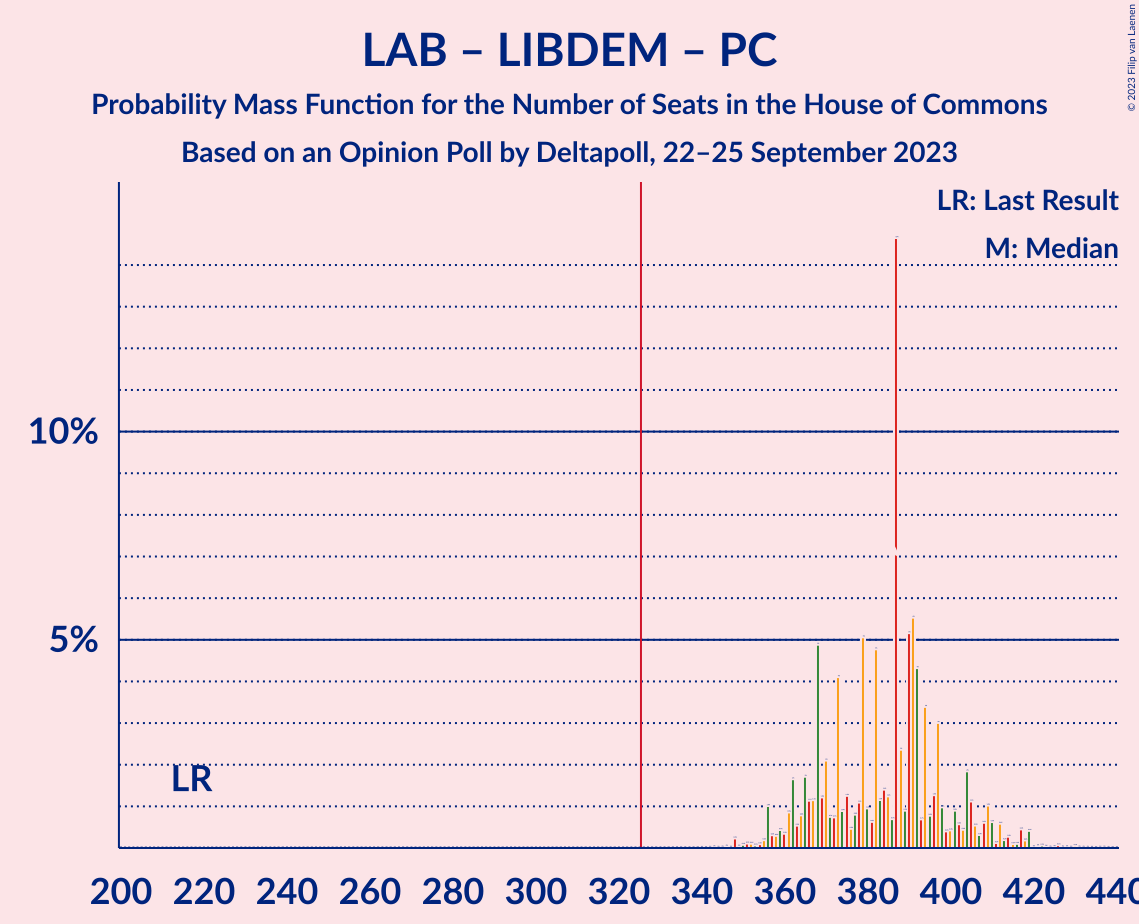 LAB – LIBDEM – PC
Probability Mass Function for the Number of Seats in the House of Commons
Based on an Opinion Poll by Deltapoll, 22–25 September 2023
© 2023 Filip van Laenen
LR: Last Result
M: Median
10%
5%
LR
200 220 240 260 280 300 320 340 360 380 400 420 440